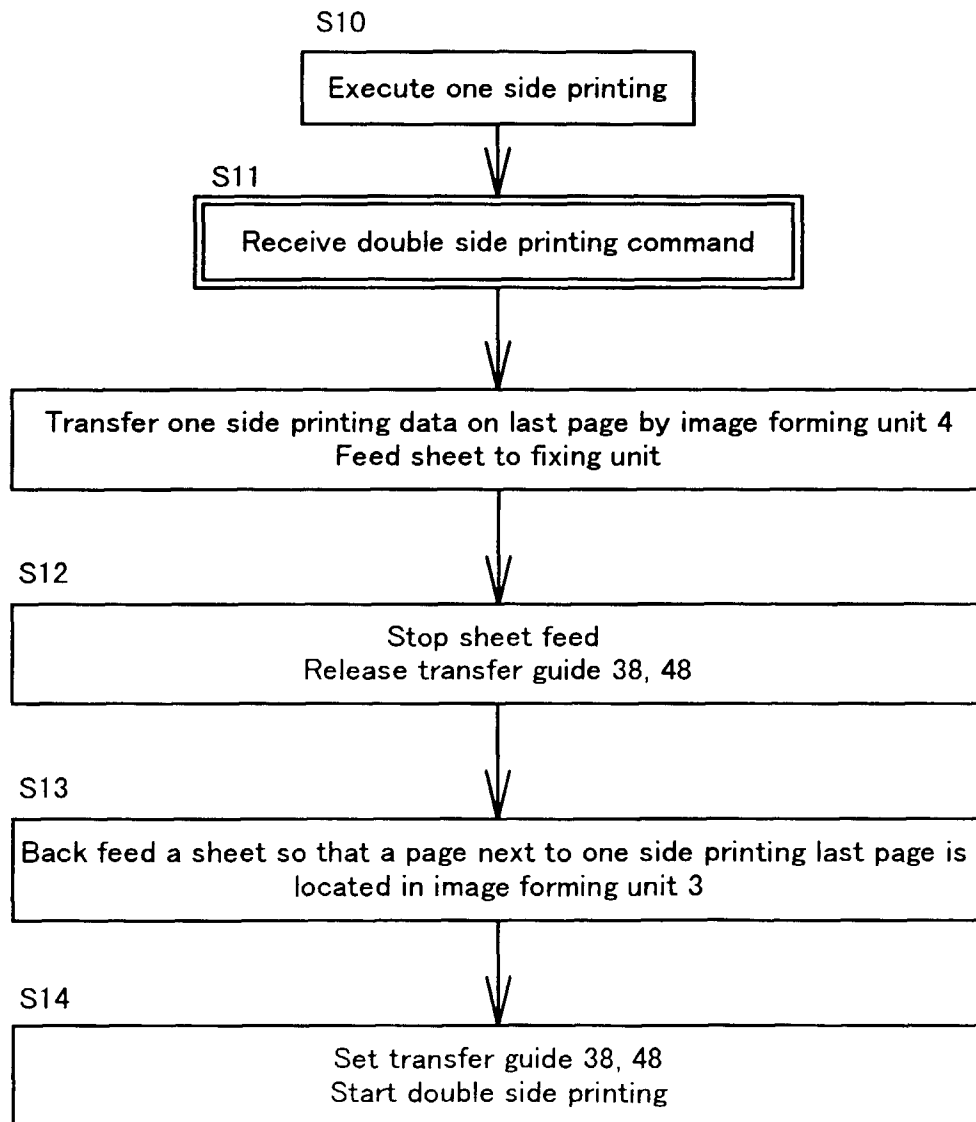 S10
Execute one side printing
S11
Receive double side printing command
Transfer one side printing data on last page by image forming unit 4
Feed sheet to fixing unit
S12
Stop sheet feed
Release transfer guide 38, 48
S13
Back feed a sheet so that a page next to one side printing last page is
located in image forming unit 3
S14
Set transfer guide 38, 48
Start double side printing